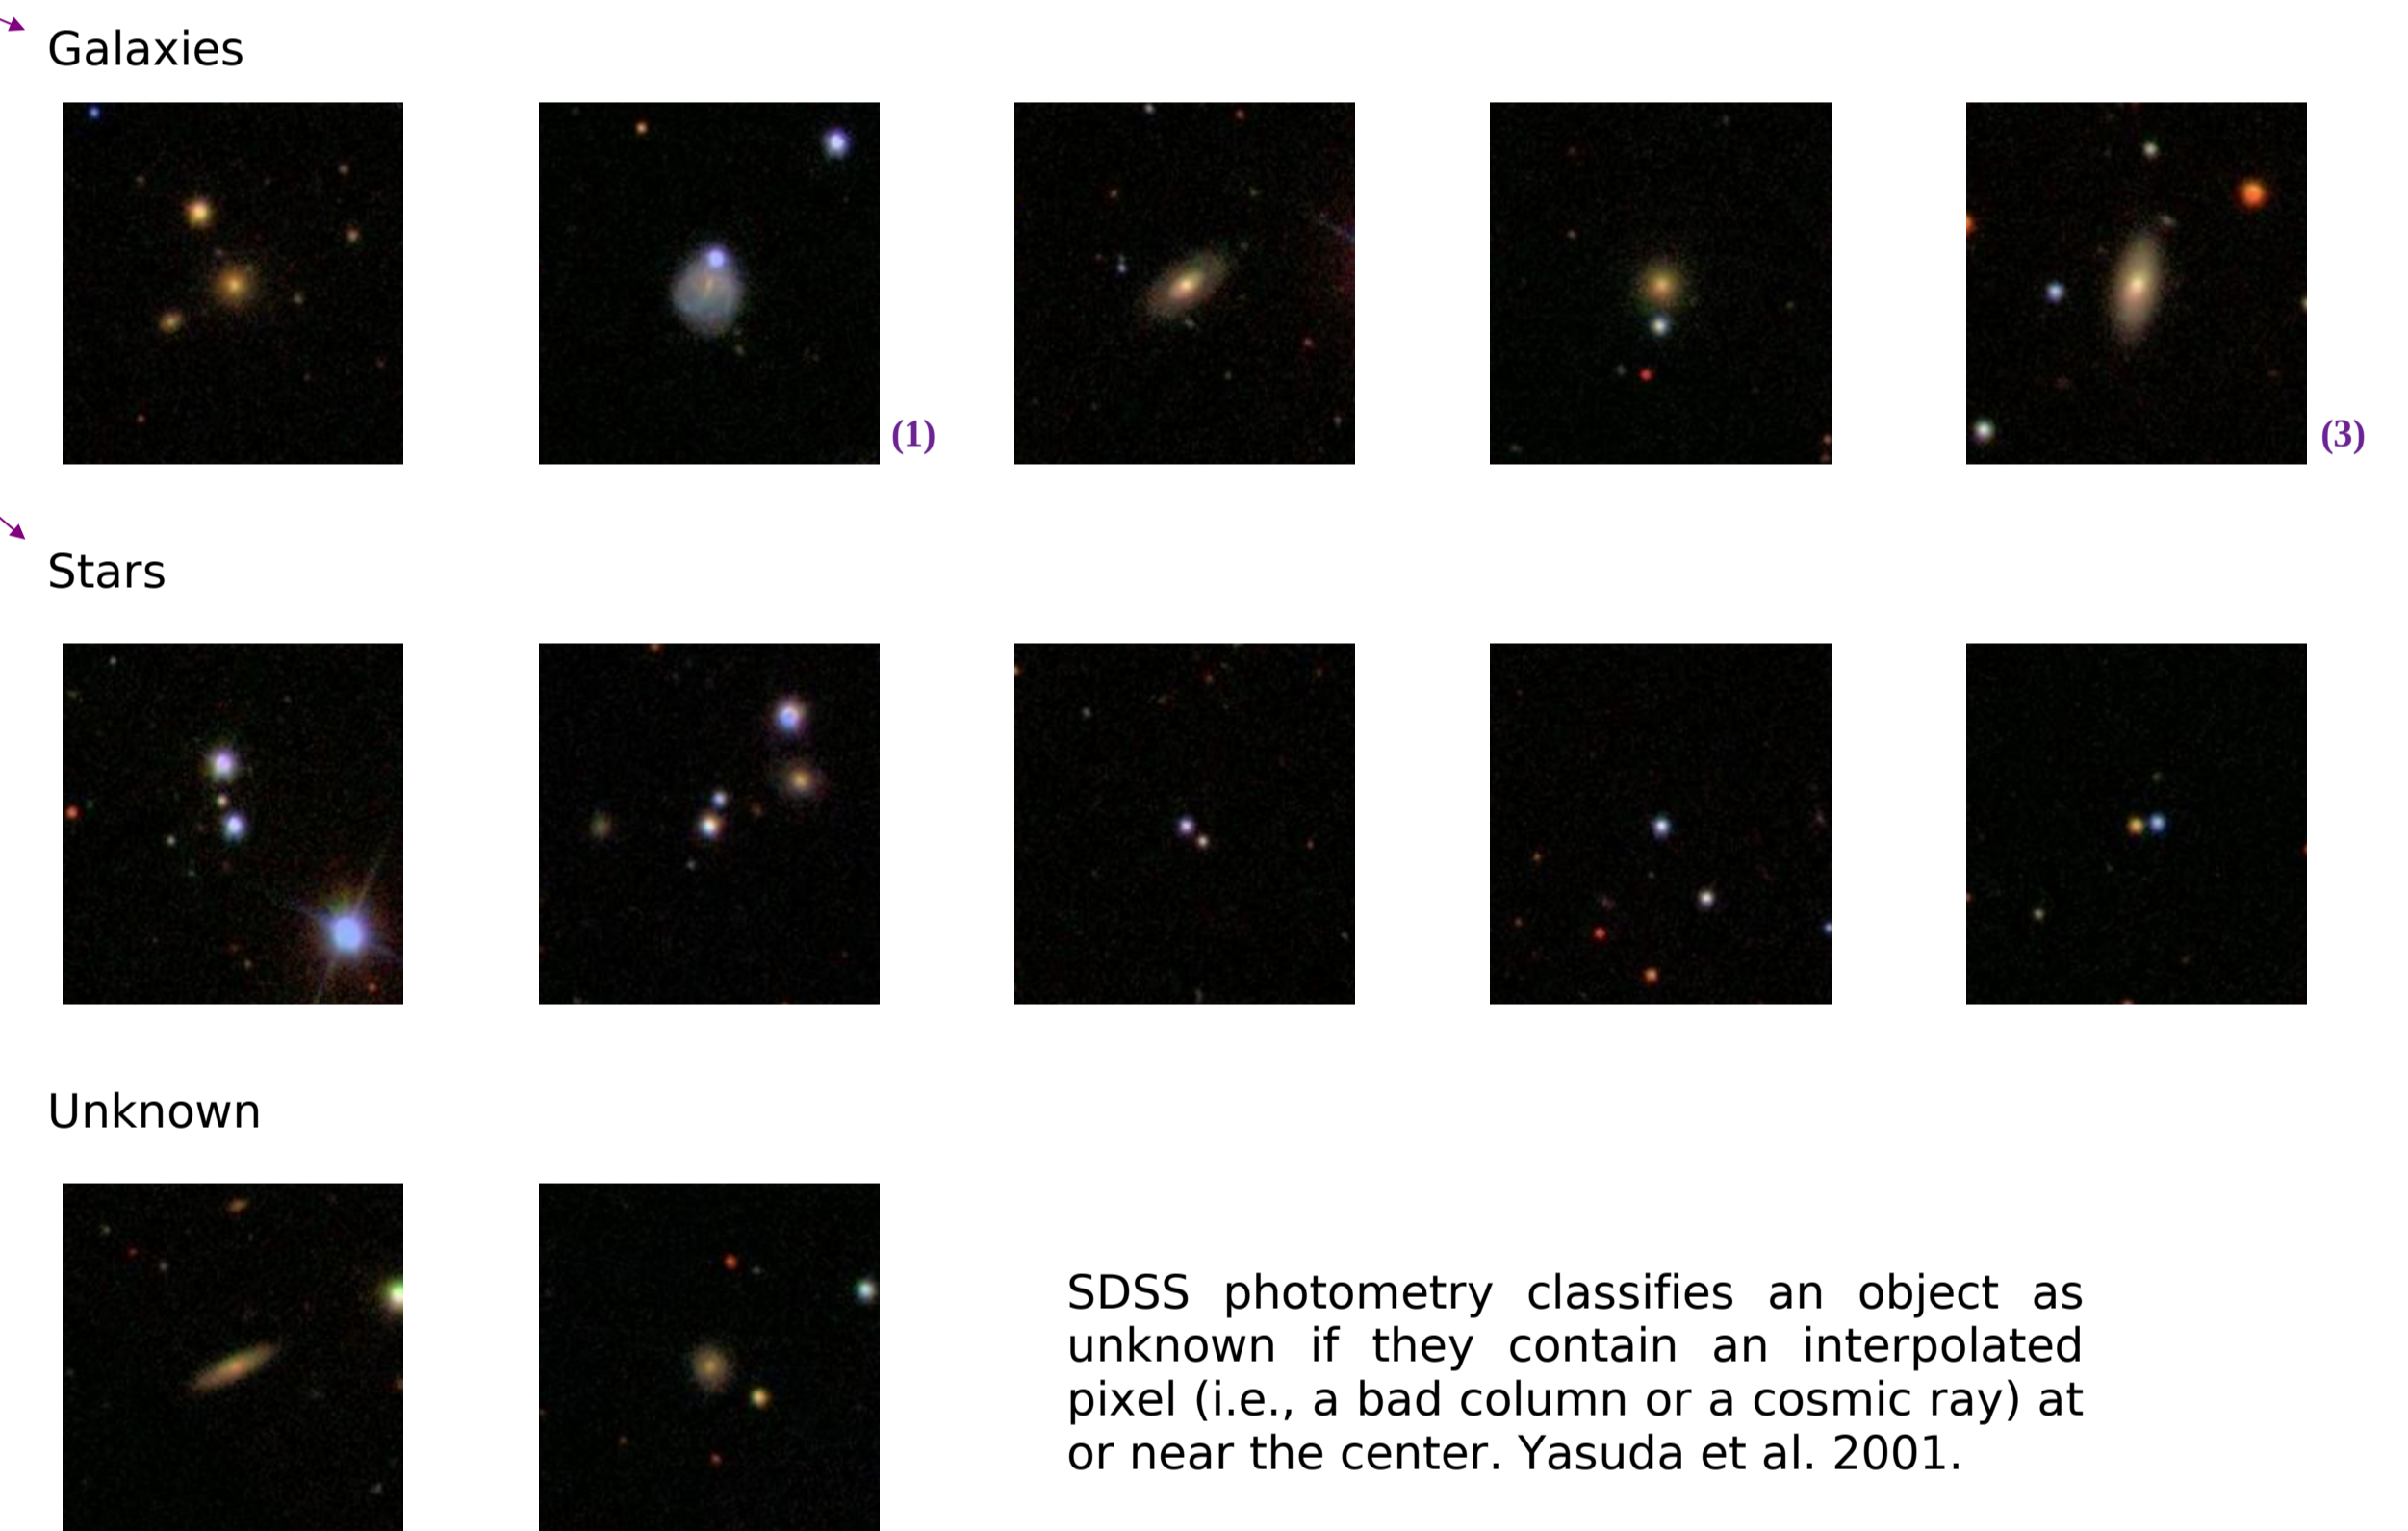 Galaxies
(1)
(3)
Stars
Unknown
SDSS photometry classifies an object as
unknown if they contain an interpolated
pixel (i.e., a bad column or a cosmic ray) at
or near the center. Yasuda et al. 2001.